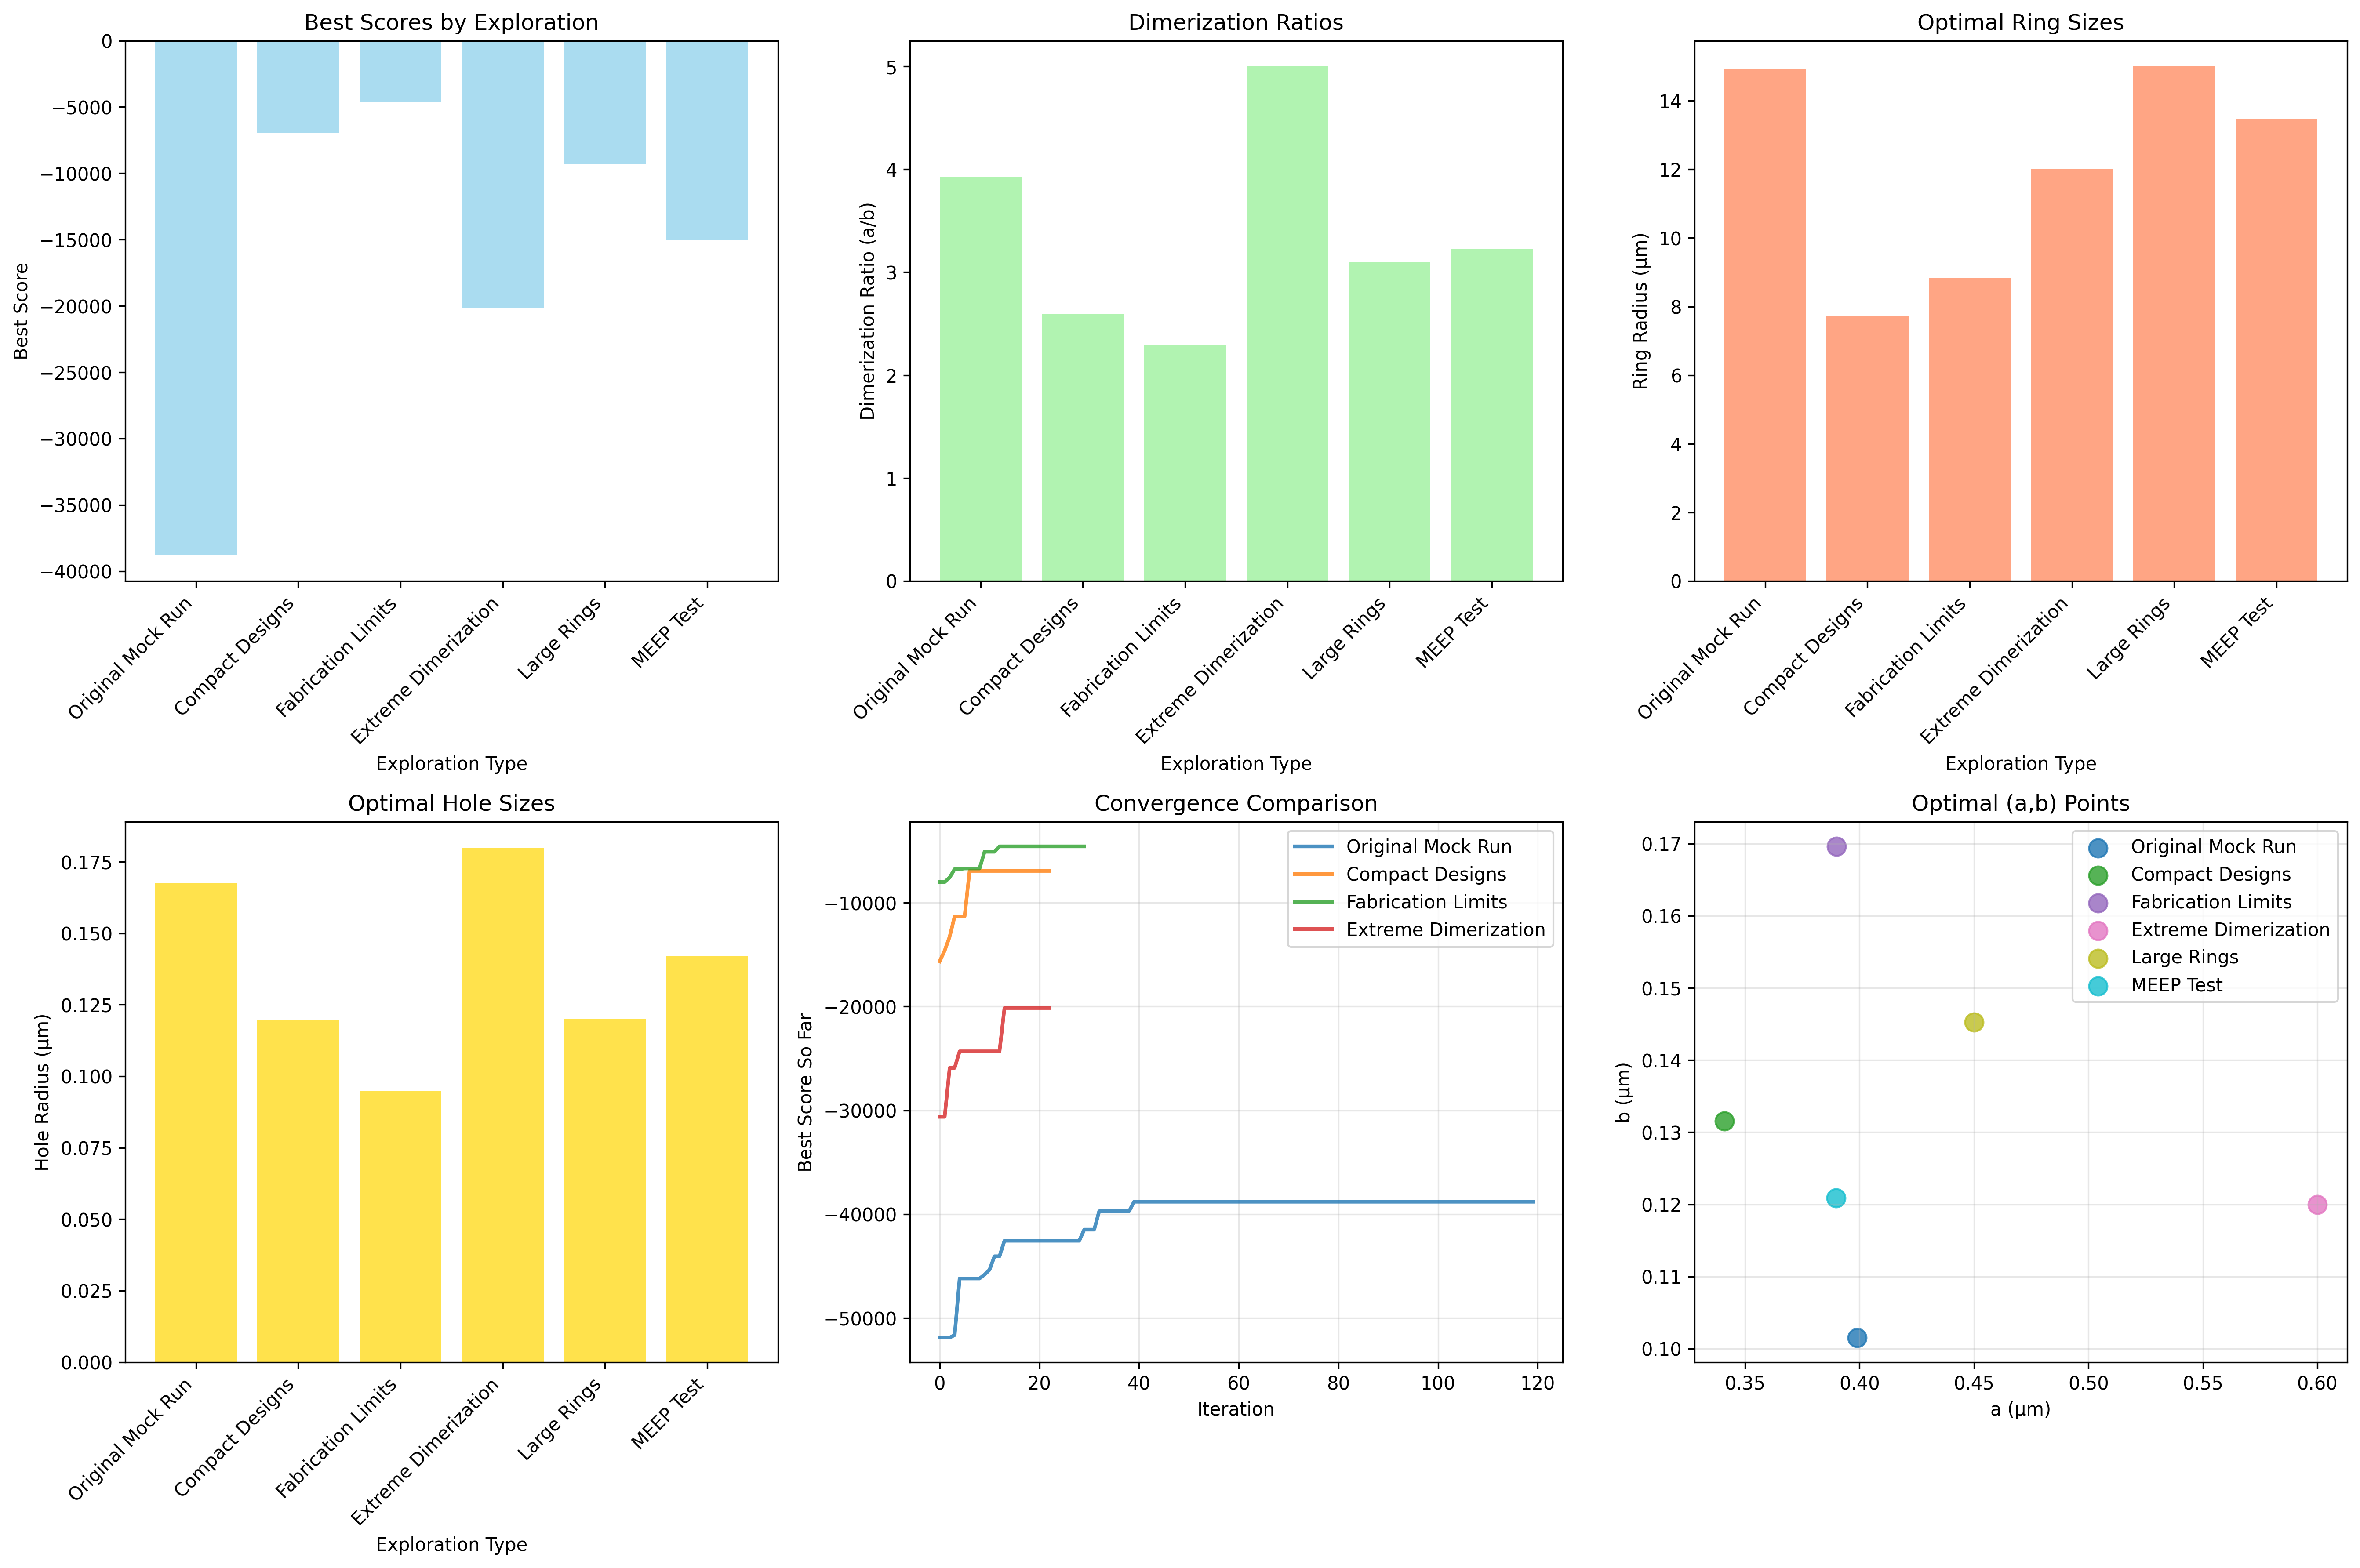 Best Scores by Exploration
Best Score
0
−5000
−10000
−15000
−20000
−25000
−30000
−35000
−40000
Original Mock Run
Compact Designs
Fabrication Limits
Extreme Dimerization
Large Rings
MEEP Test
Exploration Type
Dimerization Ratios
Dimerization Ratio (a/b)
5
4
3
2
1
0
Original Mock Run
Compact Designs
Fabrication Limits
Extreme Dimerization
Large Rings
MEEP Test
Exploration Type
Optimal Ring Sizes
Ring Radius (μm)
14
12
10
8
6
4
2
0
Original Mock Run
Compact Designs
Fabrication Limits
Extreme Dimerization
Large Rings
MEEP Test
Exploration Type
Optimal Hole Sizes
Hole Radius (μm)
0.175
0.150
0.125
0.100
0.075
0.050
0.025
0.000
Original Mock Run
Compact Designs
Fabrication Limits
Extreme Dimerization
Large Rings
MEEP Test
Exploration Type
Convergence Comparison
Best Score So Far
−10000
−20000
−30000
−40000
−50000
Original Mock Run
Compact Designs
Fabrication Limits
Extreme Dimerization
0 20 40 60 80 100 120
Iteration
Optimal (a,b) Points
b (μm)
0.17
0.16
0.15
0.14
0.13
0.12
0.11
0.10
Original Mock Run
Compact Designs
Fabrication Limits
Extreme Dimerization
Large Rings
MEEP Test
0.35 0.40 0.45 0.50 0.55 0.60
a (μm)